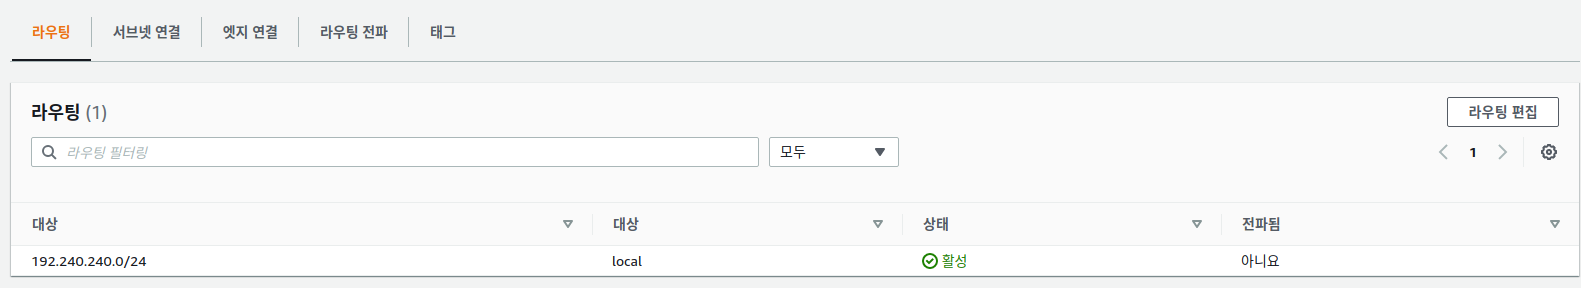 라우팅 서브넷 연결 엣지 연결 라우팅 전파 태그
라우팅 (1)
라우팅 편집
라우팅 필터링
모두
1
대상 대상 상태 전파됨
192.240.240.0/24 local 활성 아니요